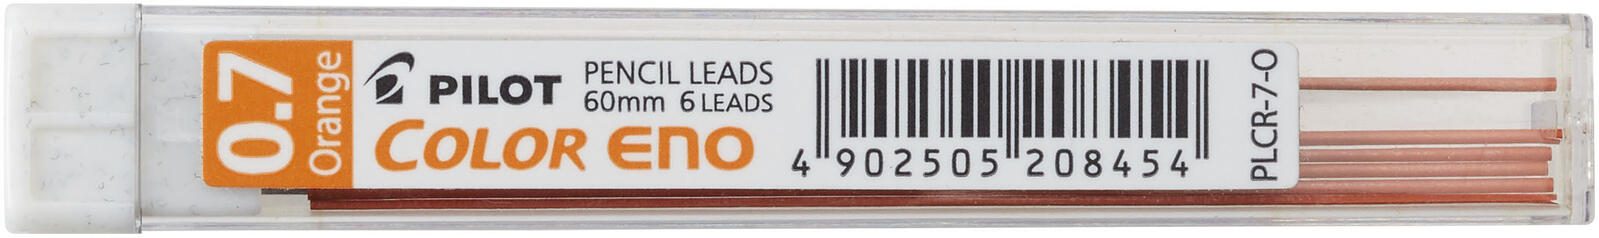 0.7
Orange
PILOT
PENCIL LEADS
60mm 6 LEADS
COLOR ENO
4 902505 208454
PLCR-7-O